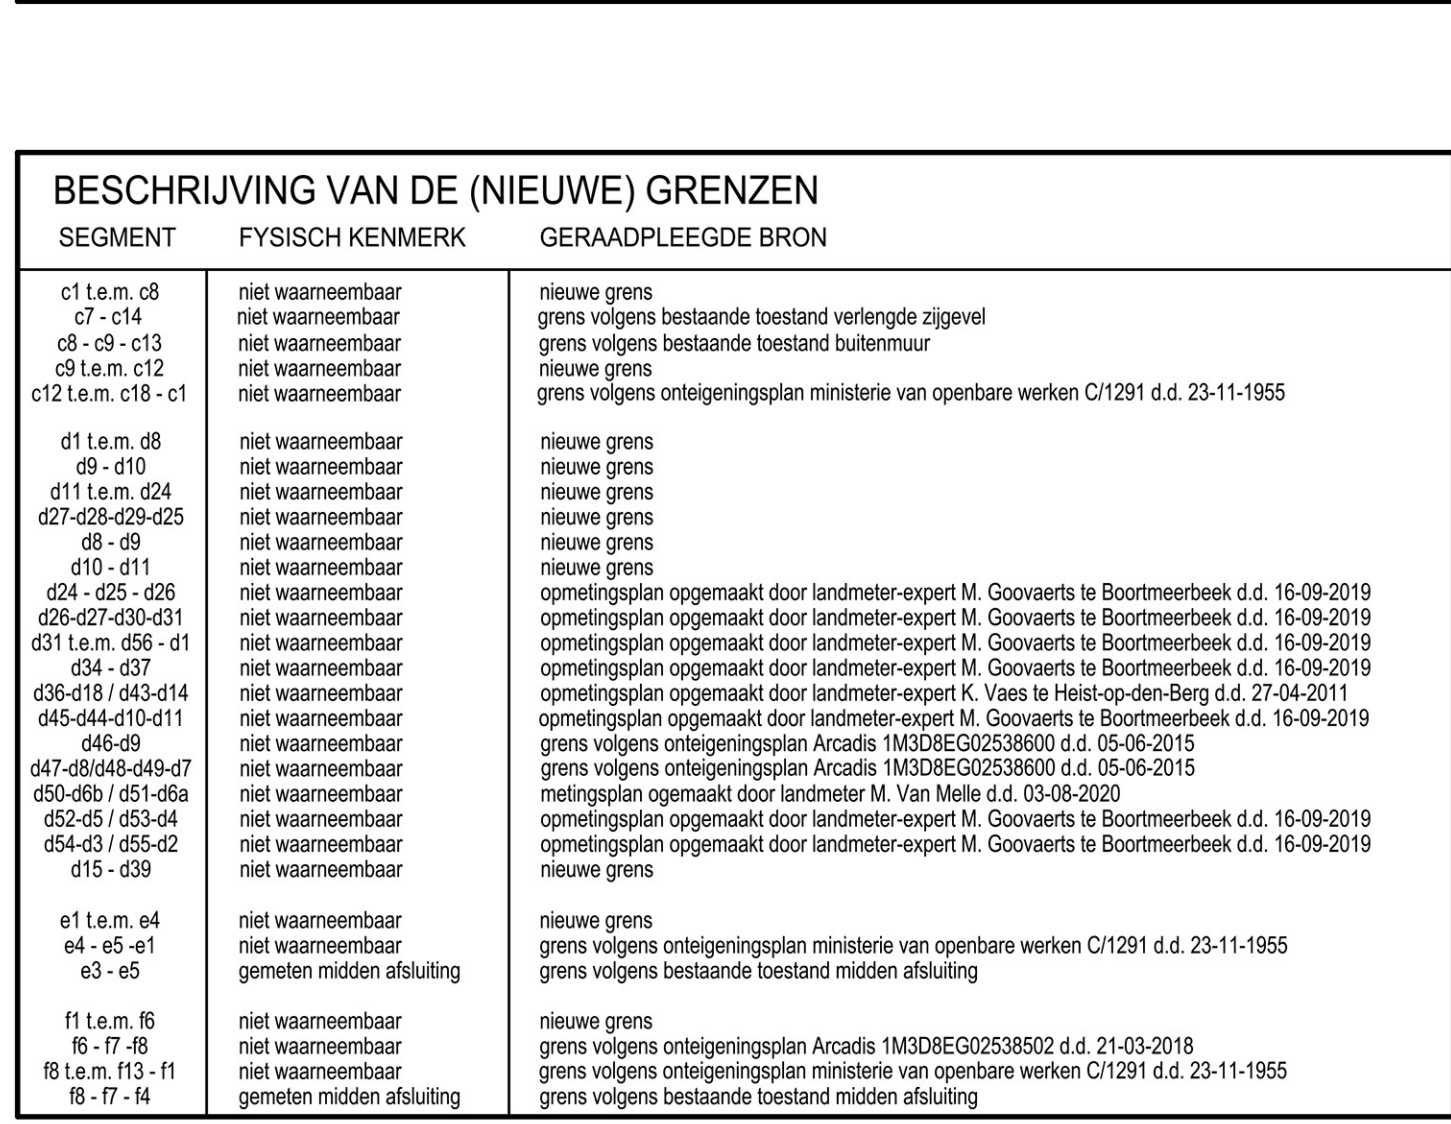 BESCHRIJVING VAN DE (NIEUWE) GRENZEN
SEGMENT FYSISCH KENMERK GERAADPLEEGDE BRON
c1 t.e.m. c8 niet waarneembaar nieuwe grens
c7 - c14 niet waarneembaar grens volgens bestaande toestand verlengde zijgevel
c8 - c9 - c13 niet waarneembaar grens volgens bestaande toestand buitenmuur
c9 t.e.m. c12 niet waarneembaar nieuwe grens
c12 t.e.m. c18 - c1 niet waarneembaar grens volgens onteigeningsplan ministerie van openbare werken C/1291 d.d. 23-11-1955
d1 t.e.m. d8 niet waarneembaar nieuwe grens
d9 - d10 niet waarneembaar nieuwe grens
d11 t.e.m. d24 niet waarneembaar nieuwe grens
d27-d28-d29-d25 niet waarneembaar nieuwe grens
d8 - d9 niet waarneembaar nieuwe grens
d10 - d11 niet waarneembaar nieuwe grens
d24 - d25 - d26 niet waarneembaar opmetingsplan opgemaakt door landmeter-expert M. Goovaerts te Boortmeerbeek d.d. 16-09-2019
d26-d27-d30-d31 niet waarneembaar opmetingsplan opgemaakt door landmeter-expert M. Goovaerts te Boortmeerbeek d.d. 16-09-2019
d31 t.e.m. d56 - d1 niet waarneembaar opmetingsplan opgemaakt door landmeter-expert M. Goovaerts te Boortmeerbeek d.d. 16-09-2019
d34 - d37 niet waarneembaar opmetingsplan opgemaakt door landmeter-expert M. Goovaerts te Boortmeerbeek d.d. 16-09-2019
d36-d18 / d43-d14 niet waarneembaar opmetingsplan opgemaakt door landmeter-expert K. Vaes te Heist-op-den-Berg d.d. 27-04-2011
d45-d44-d10-d11 niet waarneembaar opmetingsplan opgemaakt door landmeter-expert M. Goovaerts te Boortmeerbeek d.d. 16-09-2019
d46-d9 niet waarneembaar grens volgens onteigeningsplan Arcadis 1M3D8EG02538600 d.d. 05-06-2015
d47-d8/d48-d49-d7 niet waarneembaar grens volgens onteigeningsplan Arcadis 1M3D8EG02538600 d.d. 05-06-2015
d50-d6b / d51-d6a niet waarneembaar metingsplan ogemaakt door landmeter M. Van Melle d.d. 03-08-2020
d52-d5 / d53-d4 niet waarneembaar opmetingsplan opgemaakt door landmeter-expert M. Goovaerts te Boortmeerbeek d.d. 16-09-2019
d54-d3 / d55-d2 niet waarneembaar opmetingsplan opgemaakt door landmeter-expert M. Goovaerts te Boortmeerbeek d.d. 16-09-2019
d15 - d39 niet waarneembaar nieuwe grens
e1 t.e.m. e4 niet waarneembaar nieuwe grens
e4 - e5 -e1 niet waarneembaar grens volgens onteigeningsplan ministerie van openbare werken C/1291 d.d. 23-11-1955
e3 - e5 gemeten midden afsluiting grens volgens bestaande toestand midden afsluiting
f1 t.e.m. f6 niet waarneembaar nieuwe grens
f6 - f7 -f8 niet waarneembaar grens volgens onteigeningsplan Arcadis 1M3D8EG02538502 d.d. 21-03-2018
f8 t.e.m. f13 - f1 niet waarneembaar grens volgens onteigeningsplan ministerie van openbare werken C/1291 d.d. 23-11-1955
f8 - f7 - f4 gemeten midden afsluiting grens volgens bestaande toestand midden afsluiting